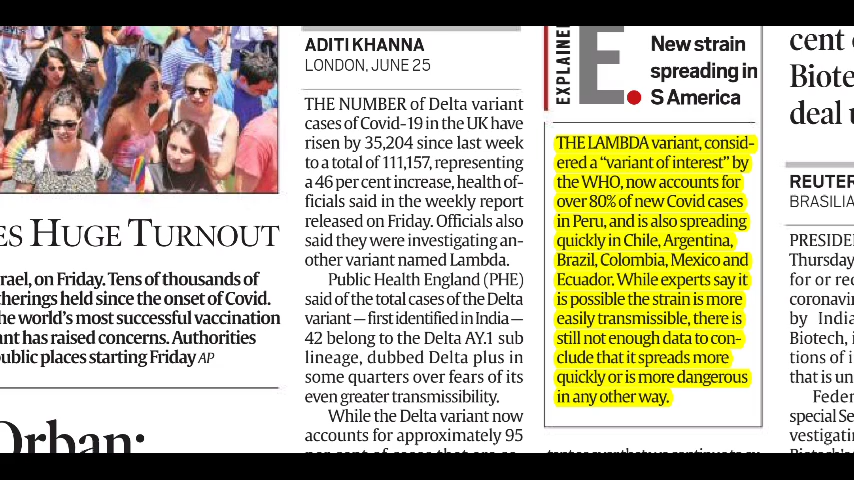 ES HUGE TURNOUT
rael, on Friday. Tens of thousands of
therings held since the onset of Covid.
he world's most successful vaccination
nt has raised concerns. Authorities
ublic places starting Friday AP
Orban:
ADITI KHANNA
LONDON, JUNE 25
THE NUMBER of Delta variant
cases of Covid-19 in the UK have
risen by 35,204 since last week
to a total of 111,157, representing
a 46 per cent increase, health of-
ficials said in the weekly report
released on Friday. Officials also
said they were investigating an-
other variant named Lambda.
Public Health England (PHE)
said of the total cases of the Delta
variant — first identified in India —
42 belong to the Delta AY.1 sub
lineage, dubbed Delta plus in
some quarters over fears of its
even greater transmissibility.
While the Delta variant now
accounts for approximately 95
EXPLAINE
E.
New strain
spreading in
S America
THE LAMBDA variant, consid-
ered a “variant of interest” by
the WHO, now accounts for
over 80% of new Covid cases
in Peru, and is also spreading
quickly in Chile, Argentina,
Brazil, Colombia, Mexico and
Ecuador. While experts say it
is possible the strain is more
easily transmissible, there is
still not enough data to con-
clude that it spreads more
quickly or is more dangerous
in any other way.
cent
Biote
deal
REUTER
BRASILIA
PRESIDE
Thursday
for or rec
coronavir
by India
Biotech, i
tions of i
that is un
Feder
special Se
vestigatin